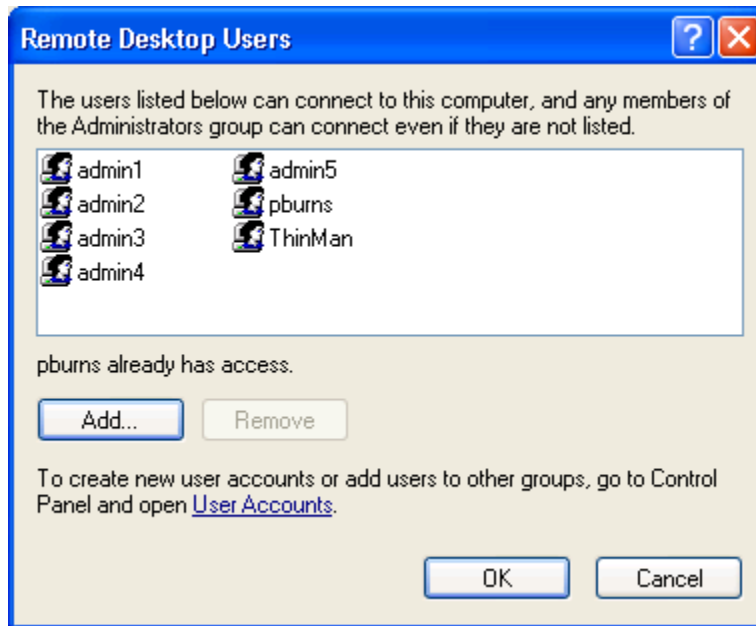 Remote Desktop Users
The users listed below can connect to this computer, and any members of
the Administrators group can connect even if they are not listed.
admin1
admin2
admin3
admin4
admin5
pburns
ThinMan
pburns already has access.
Add...
Remove
To create new user accounts or add users to other groups, go to Control
Panel and open User Accounts.
OK
Cancel